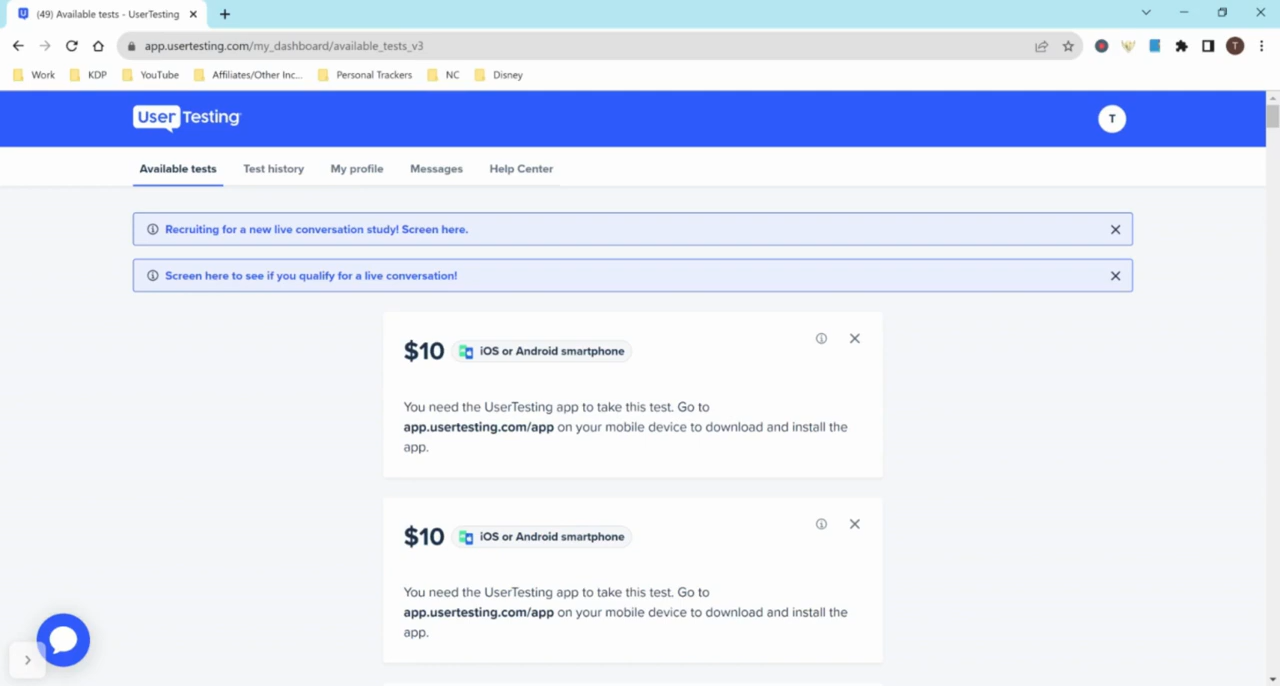 (49) Available tests - UserTesting
app.usertesting.com/my_dashboard/available_tests_v3
T
Work KDP YouTube Affiliates/Other Inc... Personal Trackers NC Disney
User Testing
T
Available tests Test history My profile Messages Help Center
Recruiting for a new live conversation study! Screen here.
Screen here to see if you qualify for a live conversation!
$10 iOS or Android smartphone
You need the UserTesting app to take this test. Go to
app.usertesting.com/app on your mobile device to download and install the
app.
$10 iOS or Android smartphone
You need the UserTesting app to take this test. Go to
app.usertesting.com/app on your mobile device to download and install the
app.